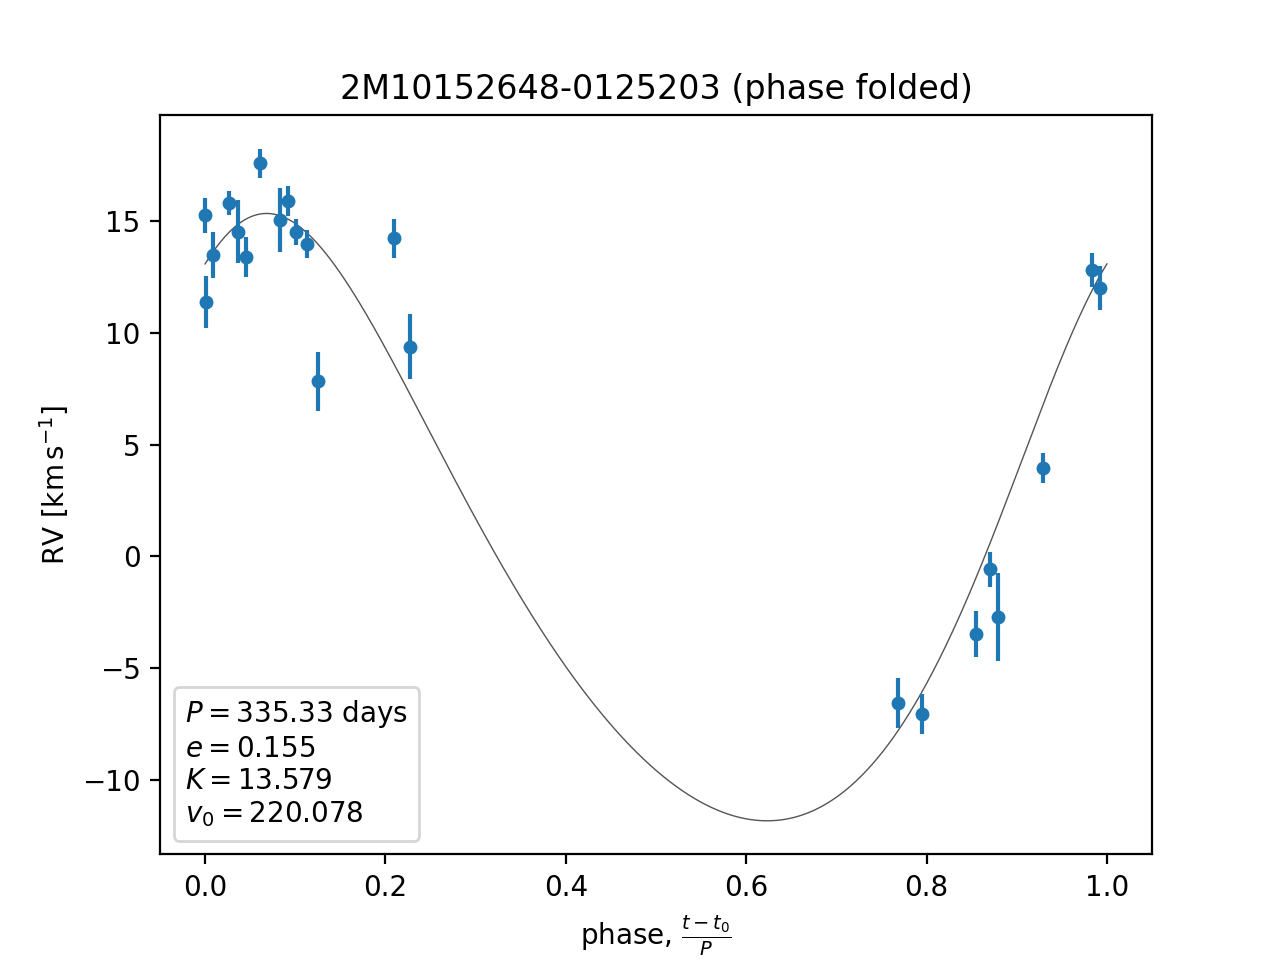 2M10152648-0125203 (phase folded)
RV [km s⁻¹]
15
10
5
0
−5
−10
P = 335.33 days
e = 0.155
K = 13.579
v₀ = 220.078
0.0 0.2 0.4 0.6 0.8 1.0
phase, (t − t₀)/P